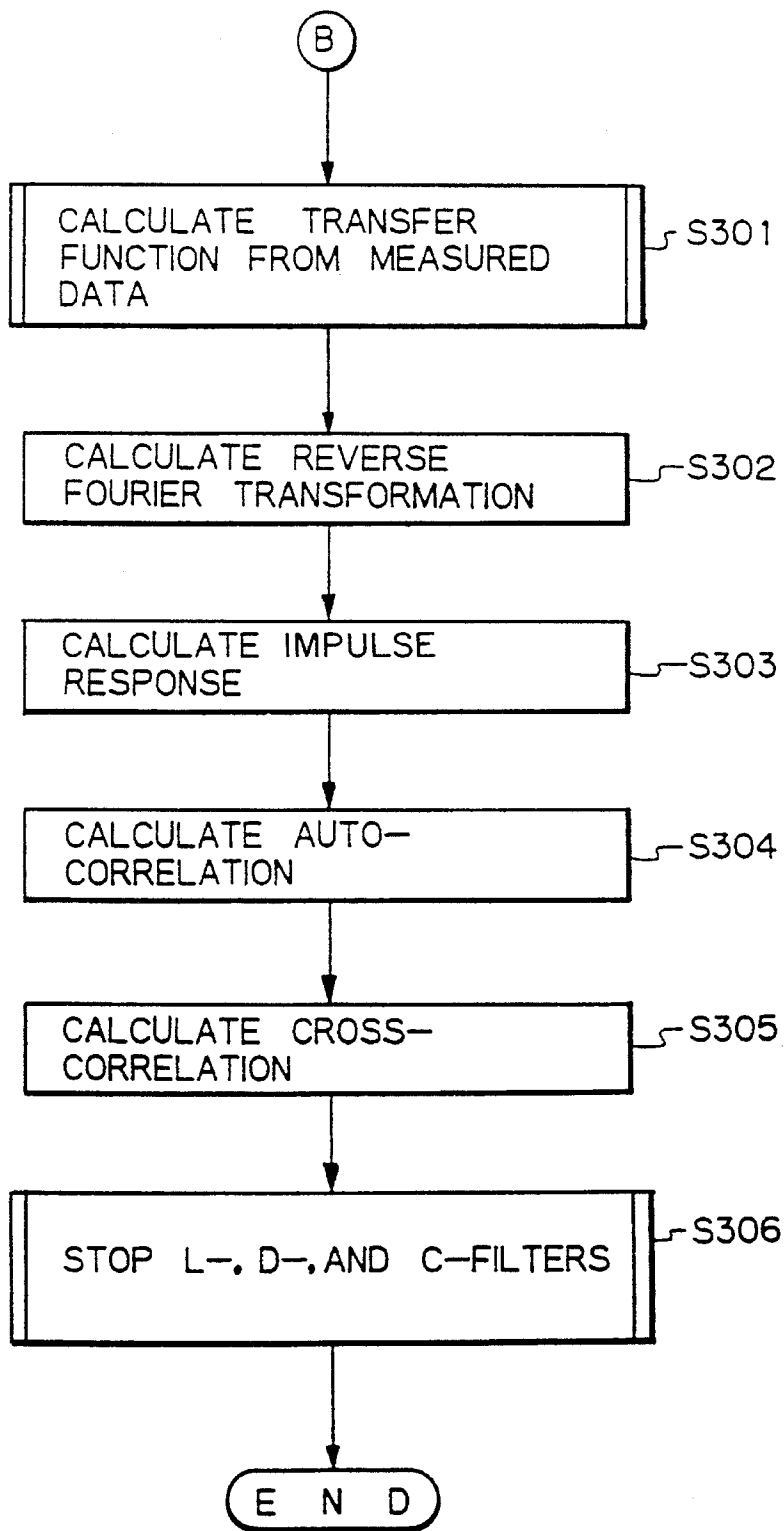 B
CALCULATE TRANSFER
FUNCTION FROM MEASURED
DATA
S301
CALCULATE REVERSE
FOURIER TRANSFORMATION
S302
CALCULATE IMPULSE
RESPONSE
S303
CALCULATE AUTO-
CORRELATION
S304
CALCULATE CROSS-
CORRELATION
S305
STOP L-, D-, AND C-FILTERS
S306
E N D